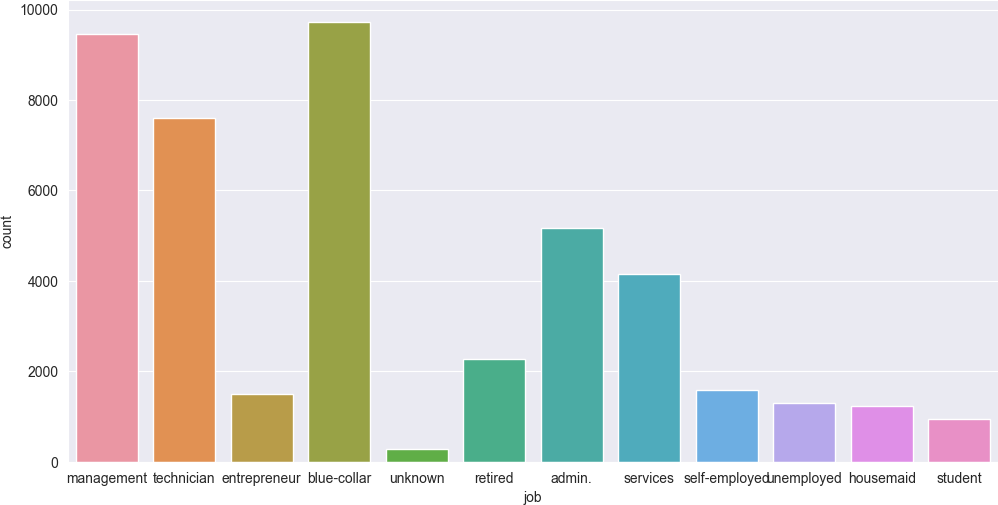 10000
8000
6000
4000
2000
0
count
management technician entrepreneur blue-collar unknown retired admin. services self-employed unemployed housemaid student
job